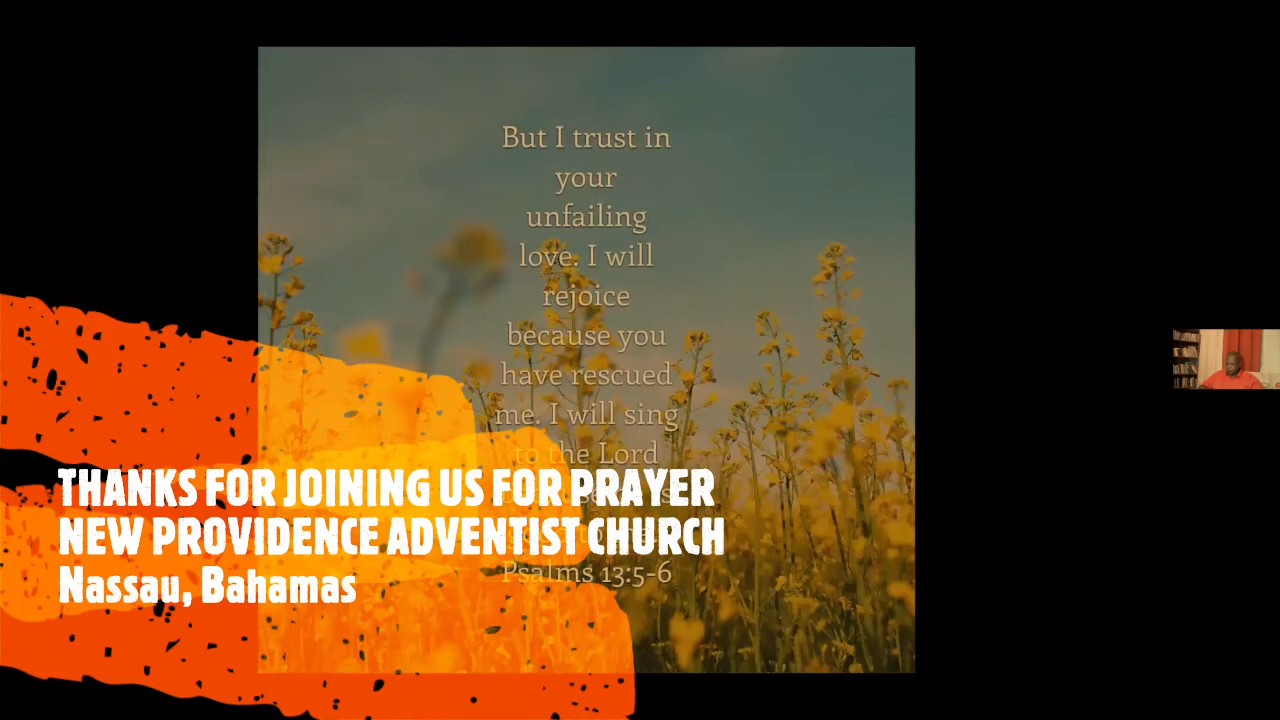 But I trust in
your
unfailing
love. I will
rejoice
because you
have rescued
me. I will sing
to the Lord
Psalms 13:5-6
THANKS FOR JOINING US FOR PRAYER
NEW PROVIDENCE ADVENTIST CHURCH
Nassau, Bahamas